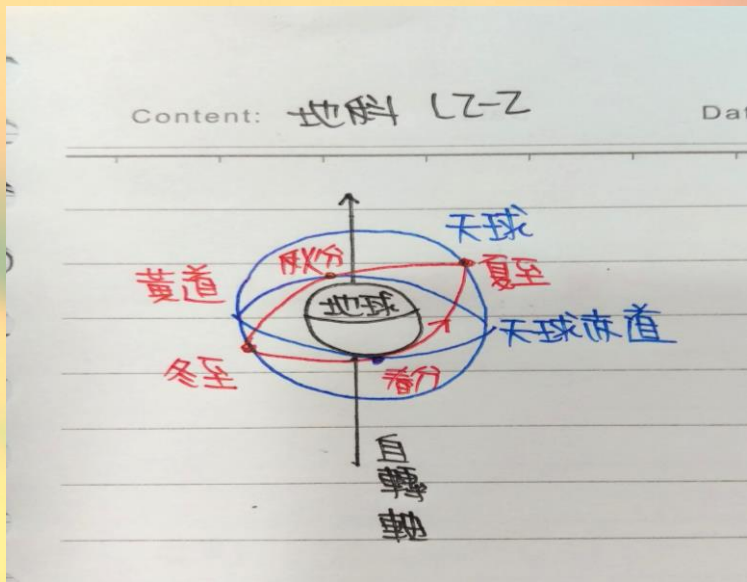 Content: 地科 L2-2
Dat
天球
秋分
夏至
黃道
地球
天球赤道
冬至
春分
自
轉
軸